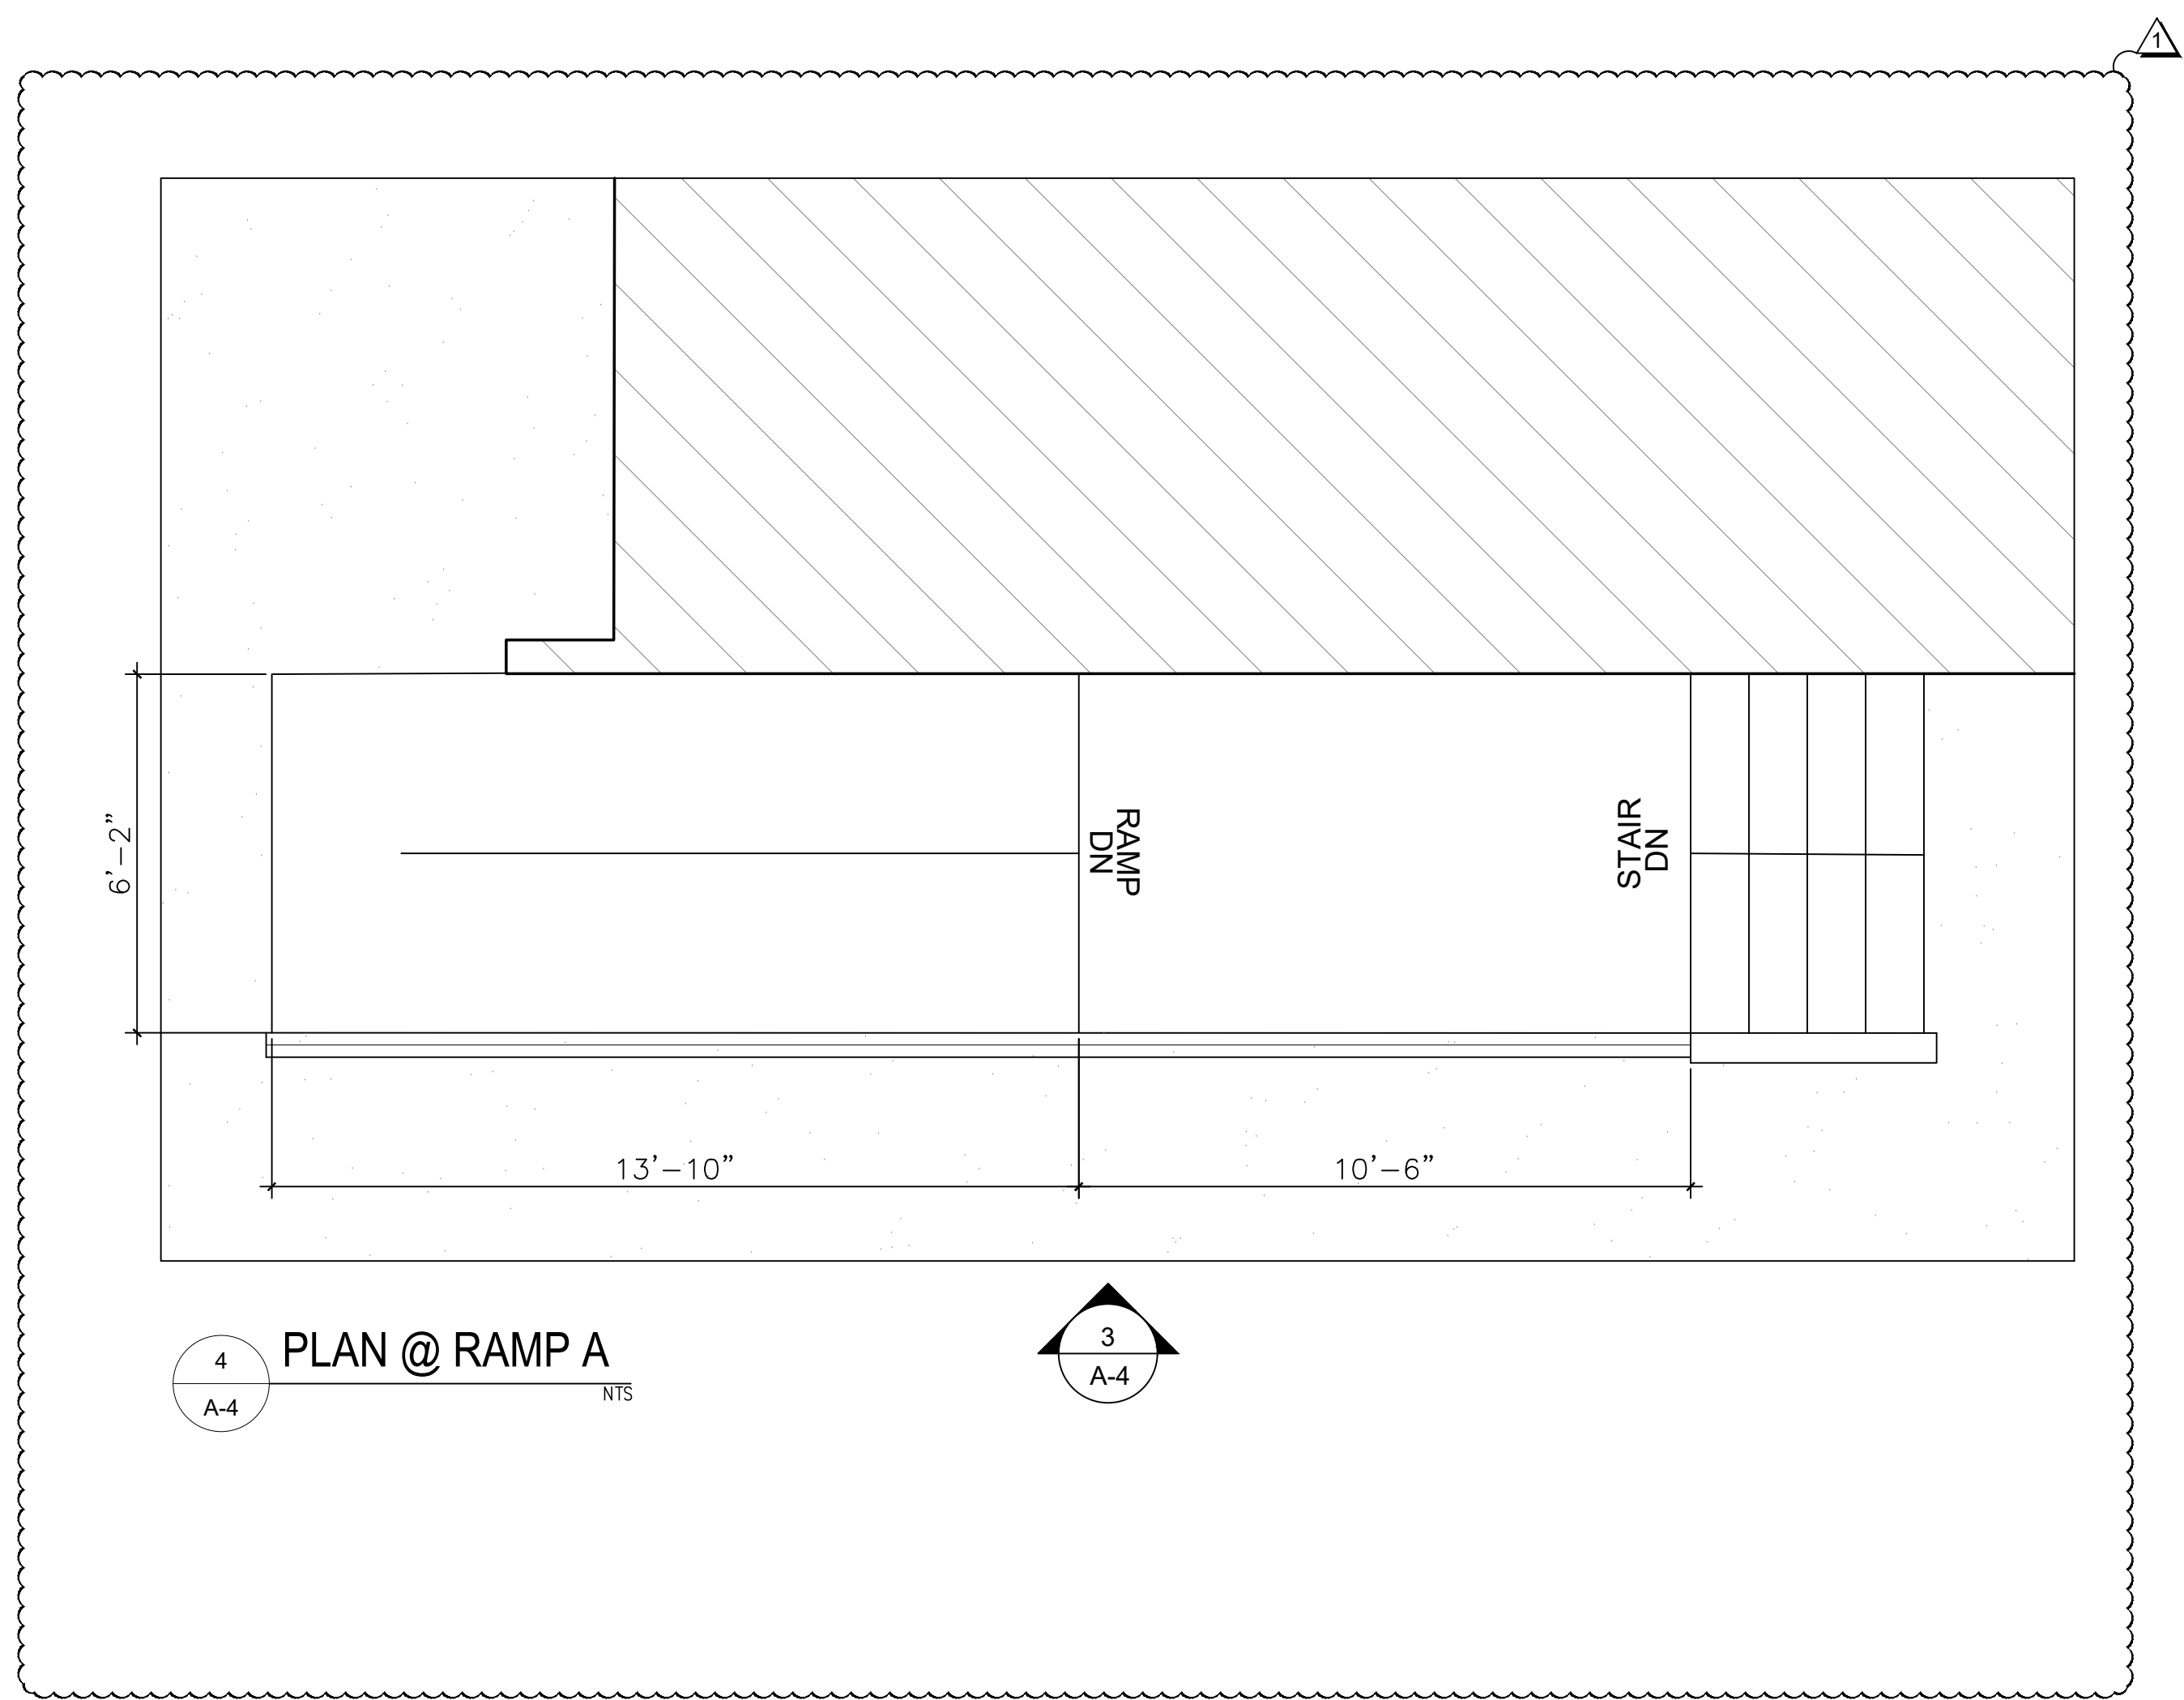 1
6'-2"
RAMP
DN
STAIR
DN
13'-10"
10'-6"
4
A-4
PLAN @ RAMP A
NTS
3
A-4